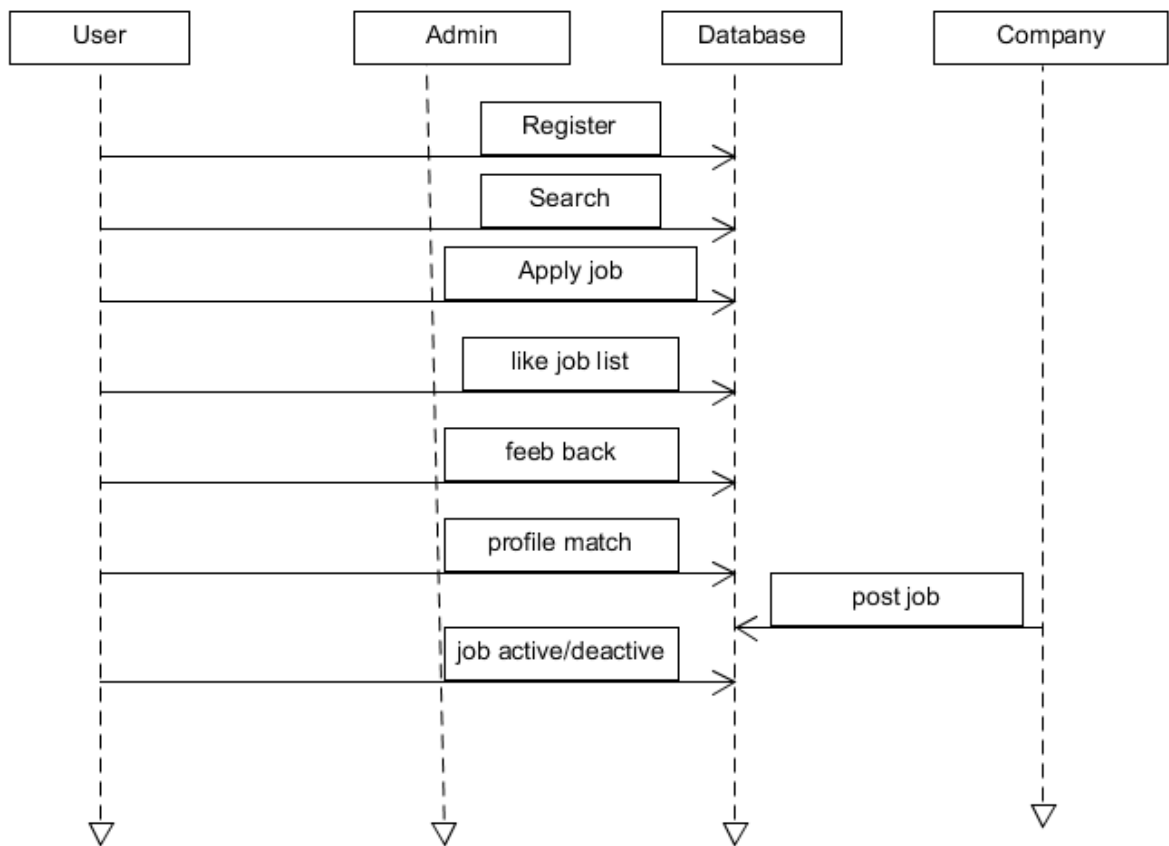 User
Admin
Database
Company
Register
Search
Apply job
like job list
feeb back
profile match
post job
job active/deactive